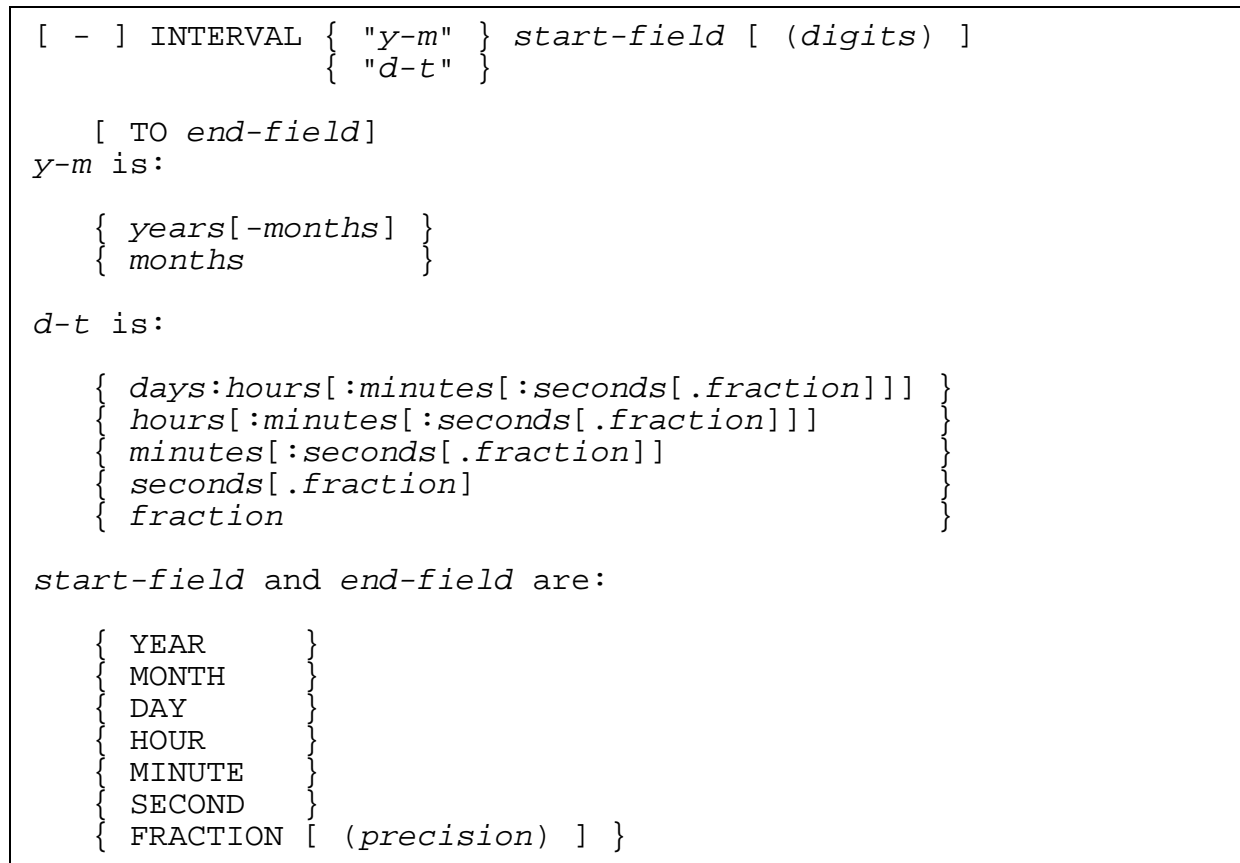 [ - ] INTERVAL { "y-m" } start-field [ (digits) ]
{ "d-t" }
[ TO end-field]
y-m is:
{ years[-months] }
{ months }
d-t is:
{ days:hours[:minutes[:seconds[.fraction]]] }
{ hours[:minutes[:seconds[.fraction]]] }
{ minutes[:seconds[.fraction]] }
{ seconds[.fraction] }
{ fraction }
start-field and end-field are:
{ YEAR }
{ MONTH }
{ DAY }
{ HOUR }
{ MINUTE }
{ SECOND }
{ FRACTION [ (precision) ] }